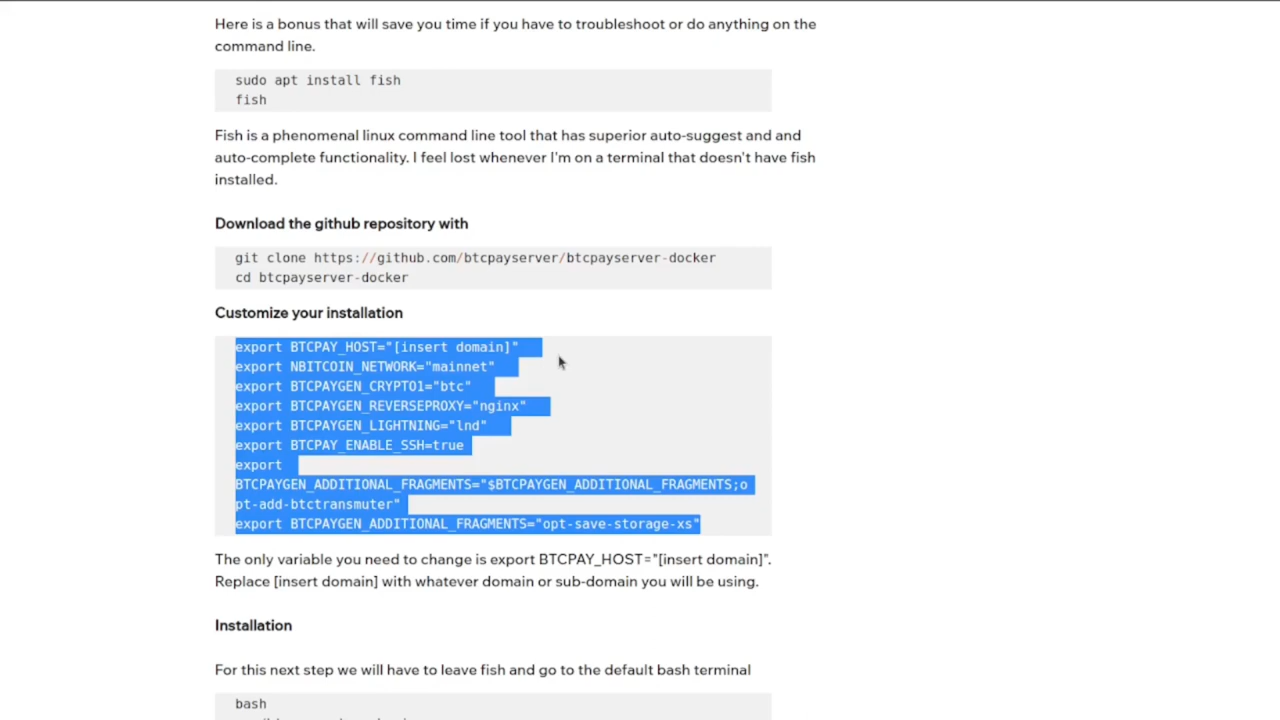 Here is a bonus that will save you time if you have to troubleshoot or do anything on the
command line.
sudo apt install fish
fish
Fish is a phenomenal linux command line tool that has superior auto-suggest and and
auto-complete functionality. I feel lost whenever I'm on a terminal that doesn't have fish
installed.
Download the github repository with
git clone https://github.com/btcpayserver/btcpayserver-docker
cd btcpayserver-docker
Customize your installation
export BTCPAY_HOST="[insert domain]"
export NBITCOIN_NETWORK="mainnet"
export BTCPAYGEN_CRYPTO1="btc"
export BTCPAYGEN_REVERSEPROXY="nginx"
export BTCPAYGEN_LIGHTNING="lnd"
export BTCPAY_ENABLE_SSH=true
export
BTCPAYGEN_ADDITIONAL_FRAGMENTS="$BTCPAYGEN_ADDITIONAL_FRAGMENTS;o
pt-add-btctransmuter"
export BTCPAYGEN_ADDITIONAL_FRAGMENTS="opt-save-storage-xs"
The only variable you need to change is export BTCPAY_HOST="[insert domain]".
Replace [insert domain] with whatever domain or sub-domain you will be using.
Installation
For this next step we will have to leave fish and go to the default bash terminal
bash